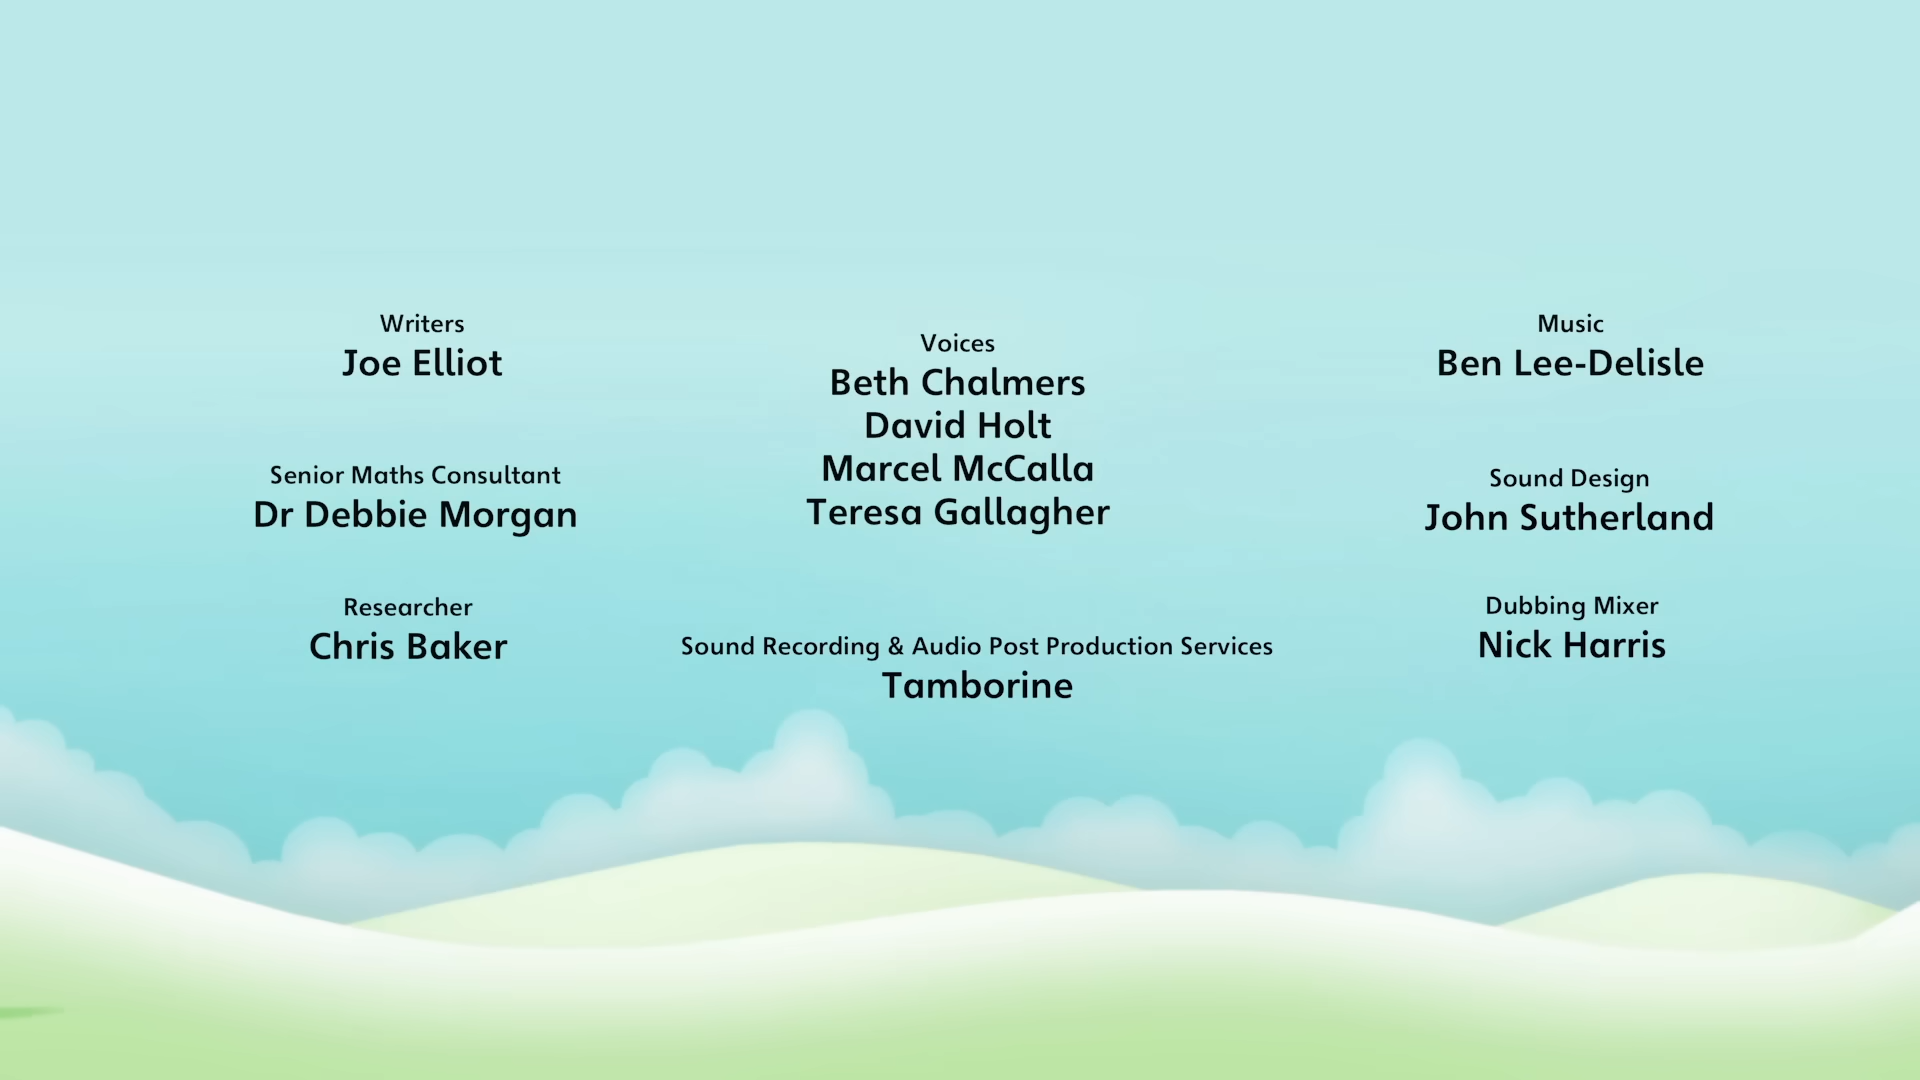 Writers
Joe Elliot
Senior Maths Consultant
Dr Debbie Morgan
Researcher
Chris Baker
Voices
Beth Chalmers
David Holt
Marcel McCalla
Teresa Gallagher
Sound Recording & Audio Post Production Services
Tamborine
Music
Ben Lee-Delisle
Sound Design
John Sutherland
Dubbing Mixer
Nick Harris